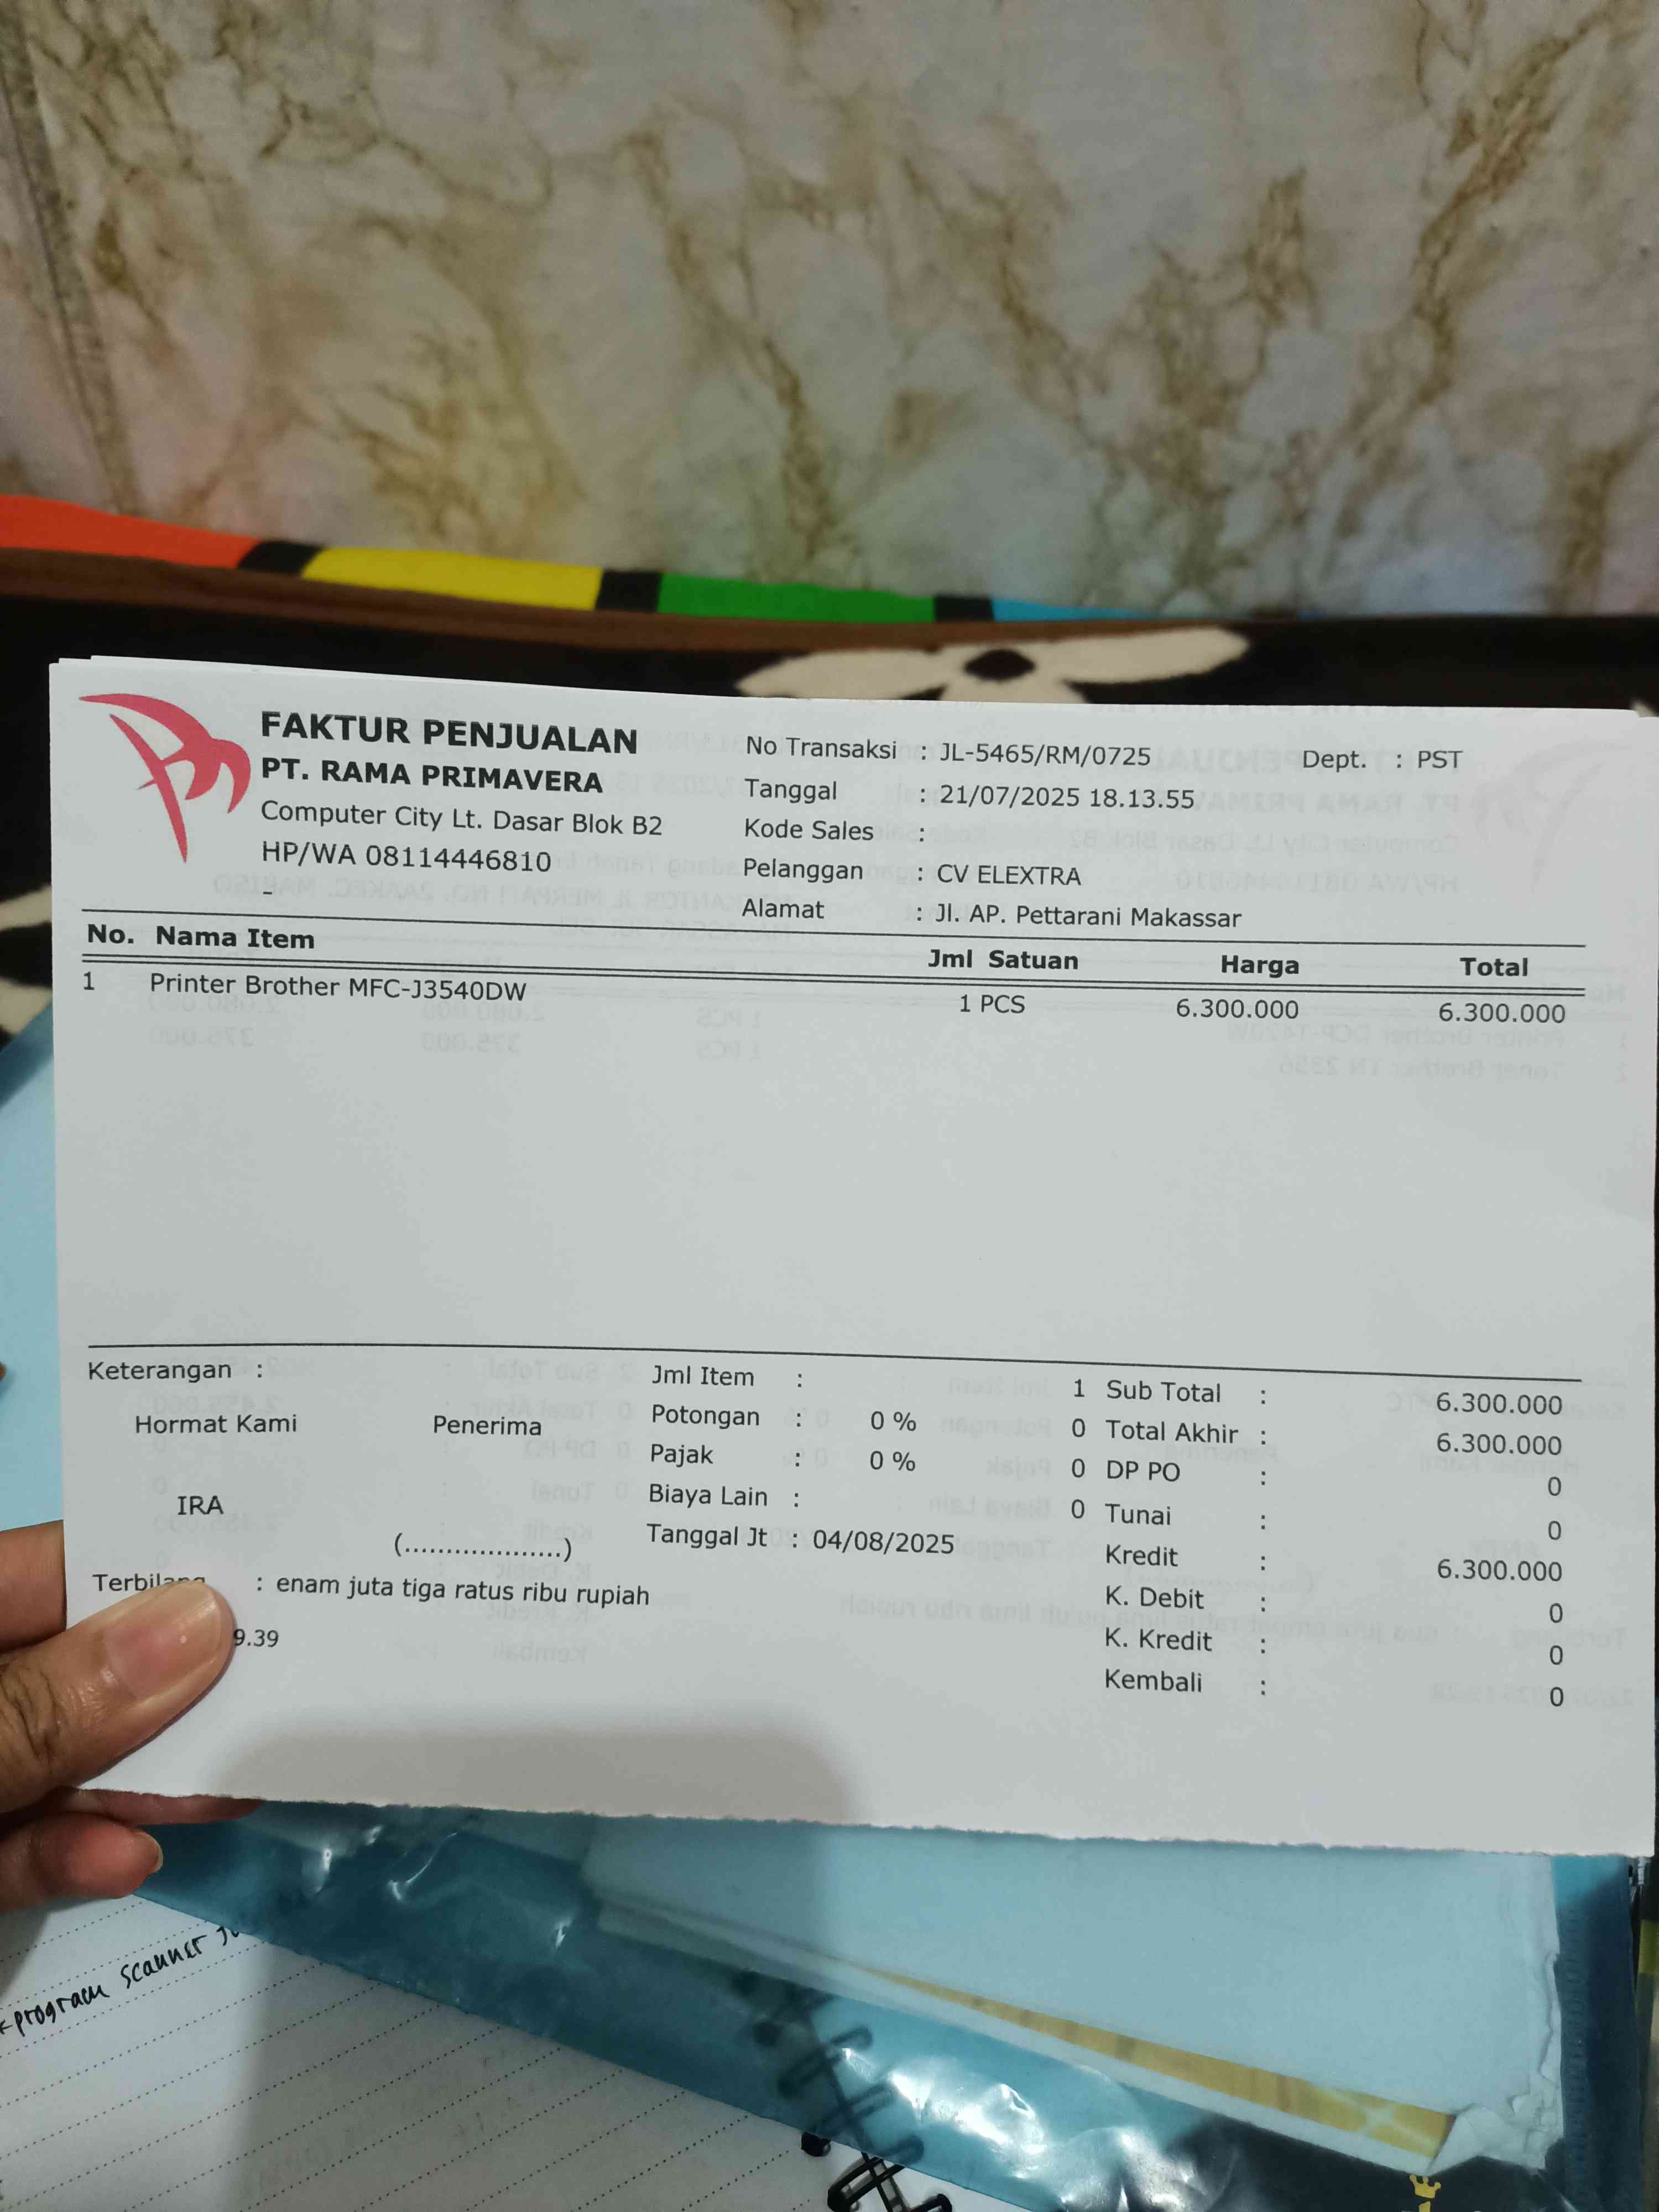 FAKTUR PENJUALAN
PT. RAMA PRIMAVERA
Computer City Lt. Dasar Blok B2
HP/WA 08114446810
-
No Transaksi : JL-5465/RM/0725 Dept. : PST
Tanggal : 21/07/2025 18.13.55
Kode Sales :
Pelanggan : CV ELEXTRA
Alamat : Jl. AP. Pettarani Makassar
No. Nama Item Jml Satuan Harga Total
1 Printer Brother MFC-J3540DW 1 PCS 6.300.000 6.300.000
Keterangan :
Hormat Kami Penerima
IRA
(...................)
Jml Item : 1
Potongan : 0 % 0
Pajak : 0 % 0
Biaya Lain : 0
Tanggal Jt : 04/08/2025
Sub Total : 6.300.000
Total Akhir : 6.300.000
DP PO : 0
Tunai : 0
Kredit : 6.300.000
K. Debit : 0
K. Kredit : 0
Kembali : 0
Terbilang : enam juta tiga ratus ribu rupiah
9.39
program scanner